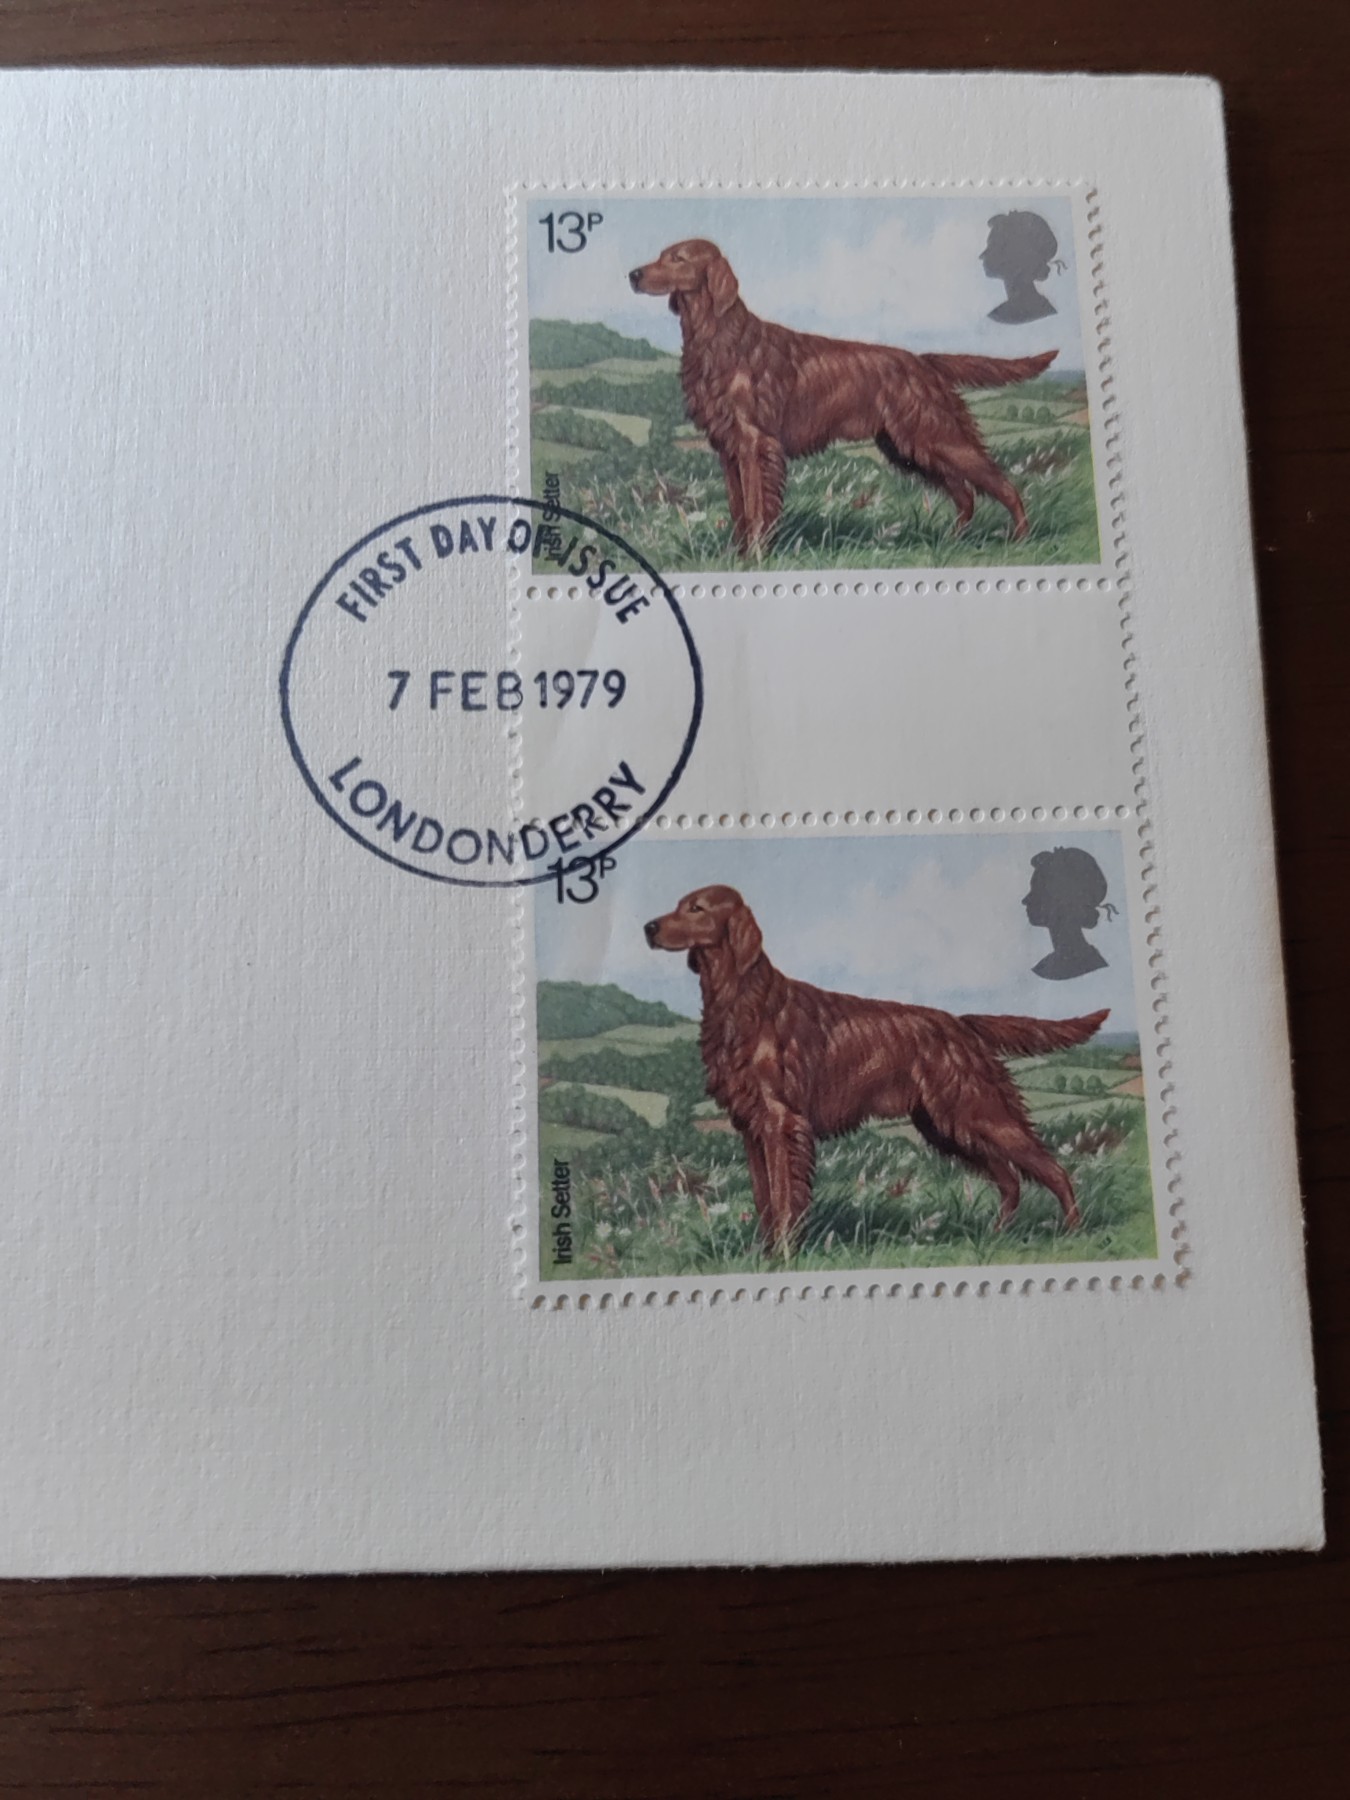 13P
Irish Setter
FIRST DAY OF ISSUE
7 FEB 1979
LONDONDERRY
13P
Irish Setter